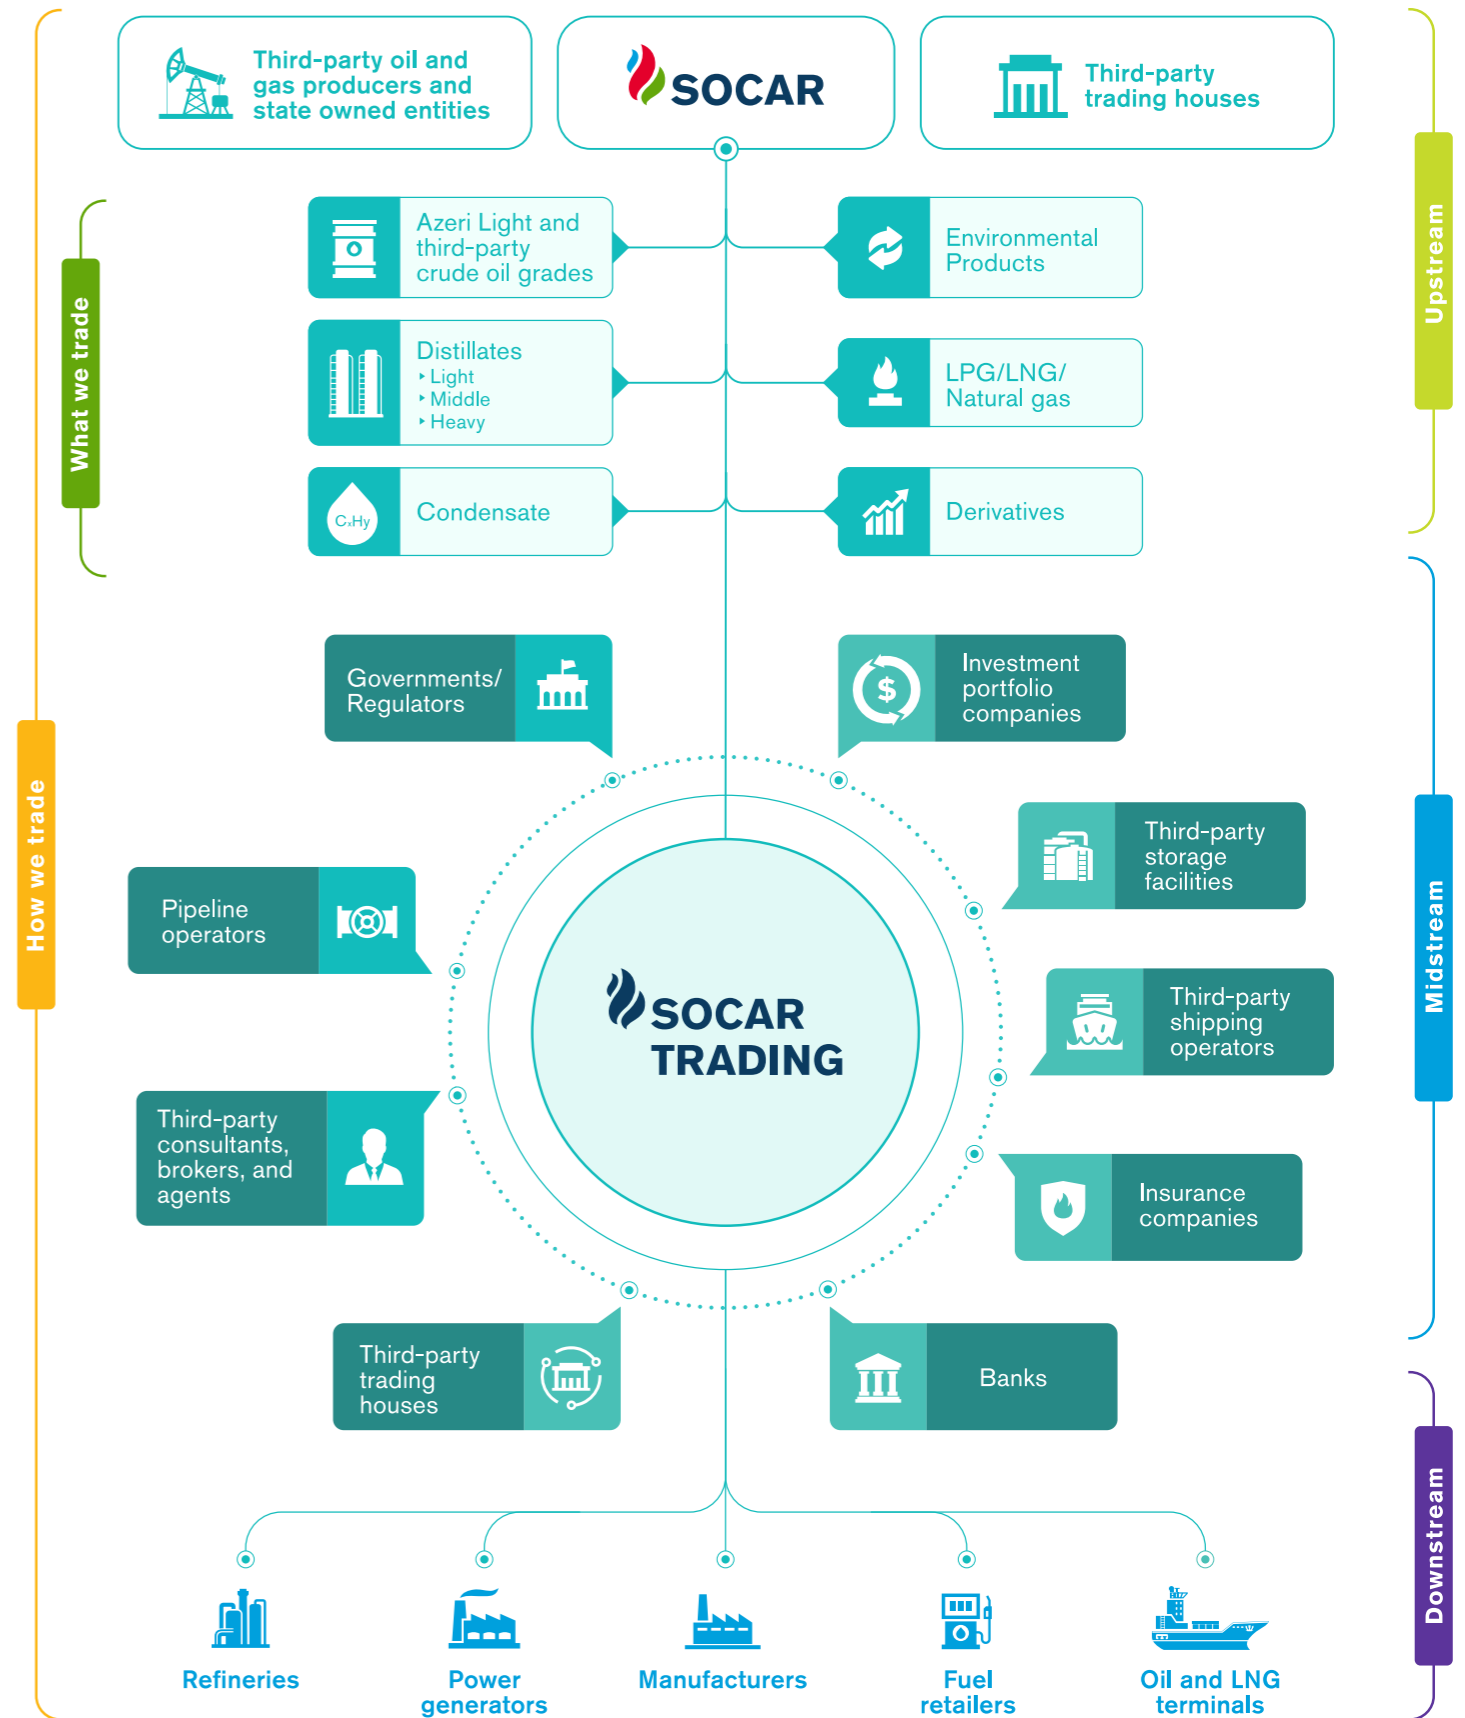 Third-party oil and
gas producers and
state owned entities
SOCAR
Third-party
trading houses
What we trade
How we trade
Upstream
Azeri Light and
third-party
crude oil grades
Environmental
Products
Distillates
‣ Light
‣ Middle
‣ Heavy
LPG/LNG/
Natural gas
CxHy
Condensate
Derivatives
Midstream
Governments/
Regulators
$
Investment
portfolio
companies
Pipeline
operators
Third-party
storage
facilities
SOCAR
TRADING
Third-party
shipping
operators
Third-party
consultants,
brokers, and
agents
Insurance
companies
Third-party
trading
houses
Banks
Downstream
Refineries
Power
generators
Manufacturers
Fuel
retailers
Oil and LNG
terminals